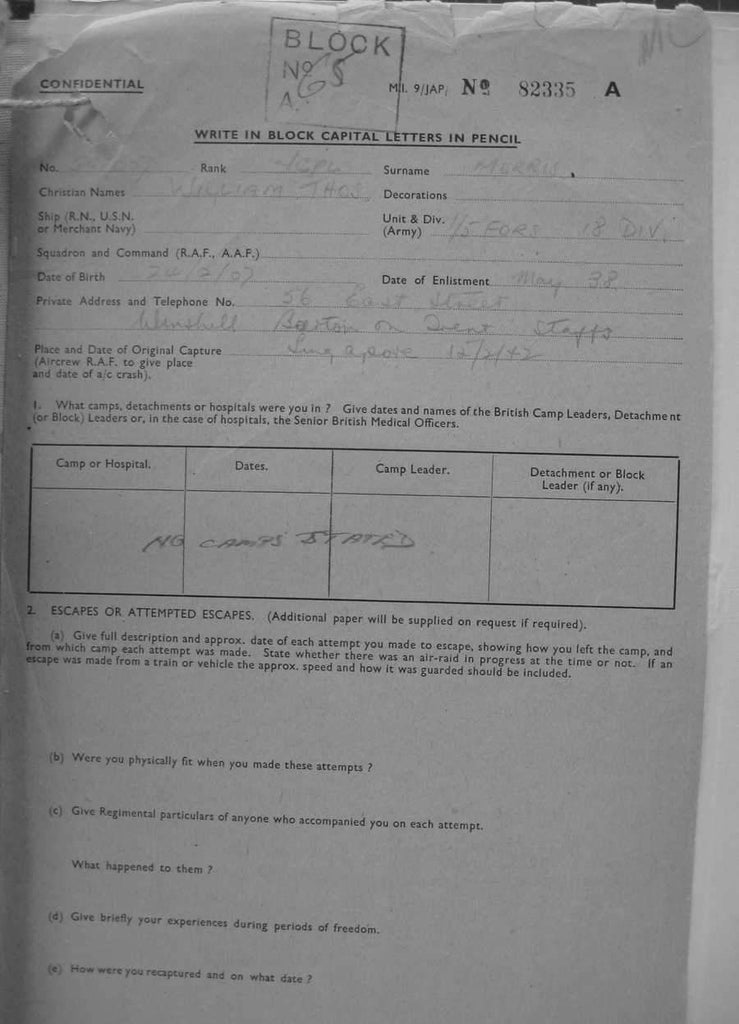 BLOCK
No 68
A
CONFIDENTIAL
M.I. 9/JAP/ No 82335 A
WRITE IN BLOCK CAPITAL LETTERS IN PENCIL
No. Rank Surname MORRIS.
Christian Names WILLIAM THOS Decorations
Ship (R.N., U.S.N. or Merchant Navy) Unit & Div. (Army) 1/5 FORS 18 DIV.
Squadron and Command (R.A.F., A.A.F.)
Date of Birth 24/2/07 Date of Enlistment May 38
Private Address and Telephone No. 56 East Street
Winshill Burton on Trent Staffs
Place and Date of Original Capture Singapore 15/2/42
(Aircrew R.A.F. to give place
and date of a/c crash).
1. What camps, detachments or hospitals were you in ? Give dates and names of the British Camp Leaders, Detachment
(or Block) Leaders or, in the case of hospitals, the Senior British Medical Officers.
Camp or Hospital. Dates. Camp Leader. Detachment or Block
Leader (if any).
NO CAMPS STATED
2. ESCAPES OR ATTEMPTED ESCAPES. (Additional paper will be supplied on request if required).
(a) Give full description and approx. date of each attempt you made to escape, showing how you left the camp, and
from which camp each attempt was made. State whether there was an air-raid in progress at the time or not. If an
escape was made from a train or vehicle the approx. speed and how it was guarded should be included.
(b) Were you physically fit when you made these attempts ?
(c) Give Regimental particulars of anyone who accompanied you on each attempt.
What happened to them ?
(d) Give briefly your experiences during periods of freedom.
(e) How were you recaptured and on what date ?